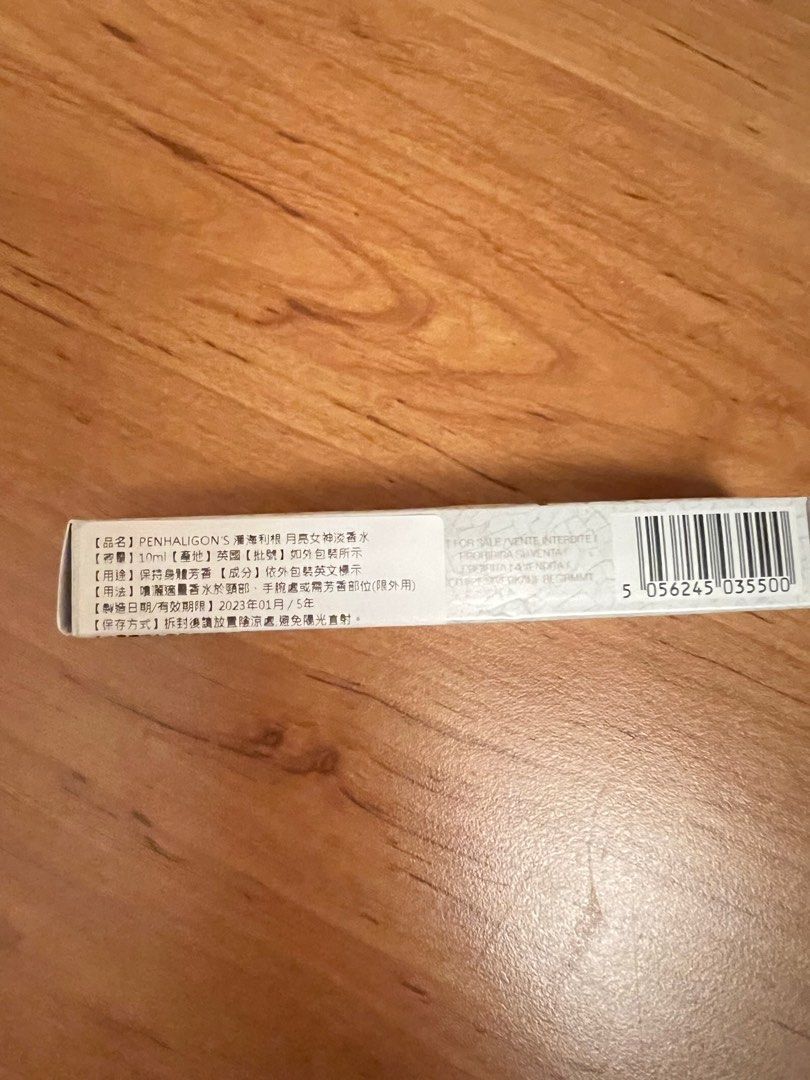 【品名】PENHALIGON'S 潘海利根 月亮女神淡香水
【容量】10ml【產地】英國【批號】如外包裝所示
【用途】保持身體芳香 【成分】依外包裝英文標示
【用法】噴灑適量香水於頸部、手腕處或需芳香部位(限外用)
【製造日期/有效期限】2023年01月/5年
【保存方式】拆封後請放置陰涼處,避免陽光直射。
FOR SALE/VENTE INTERDITE
PROHIBIDA SU VENTA
5 056245 035500